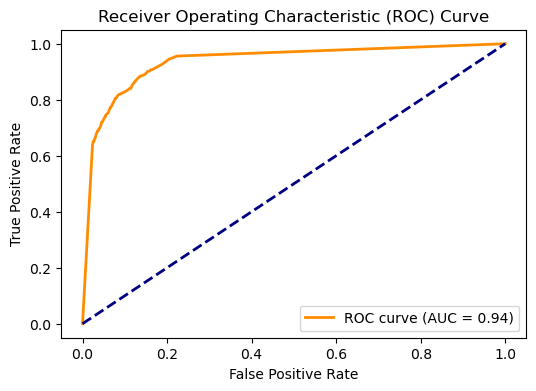 Receiver Operating Characteristic (ROC) Curve
True Positive Rate
1.0
0.8
0.6
0.4
0.2
0.0
ROC curve (AUC = 0.94)
0.0 0.2 0.4 0.6 0.8 1.0
False Positive Rate